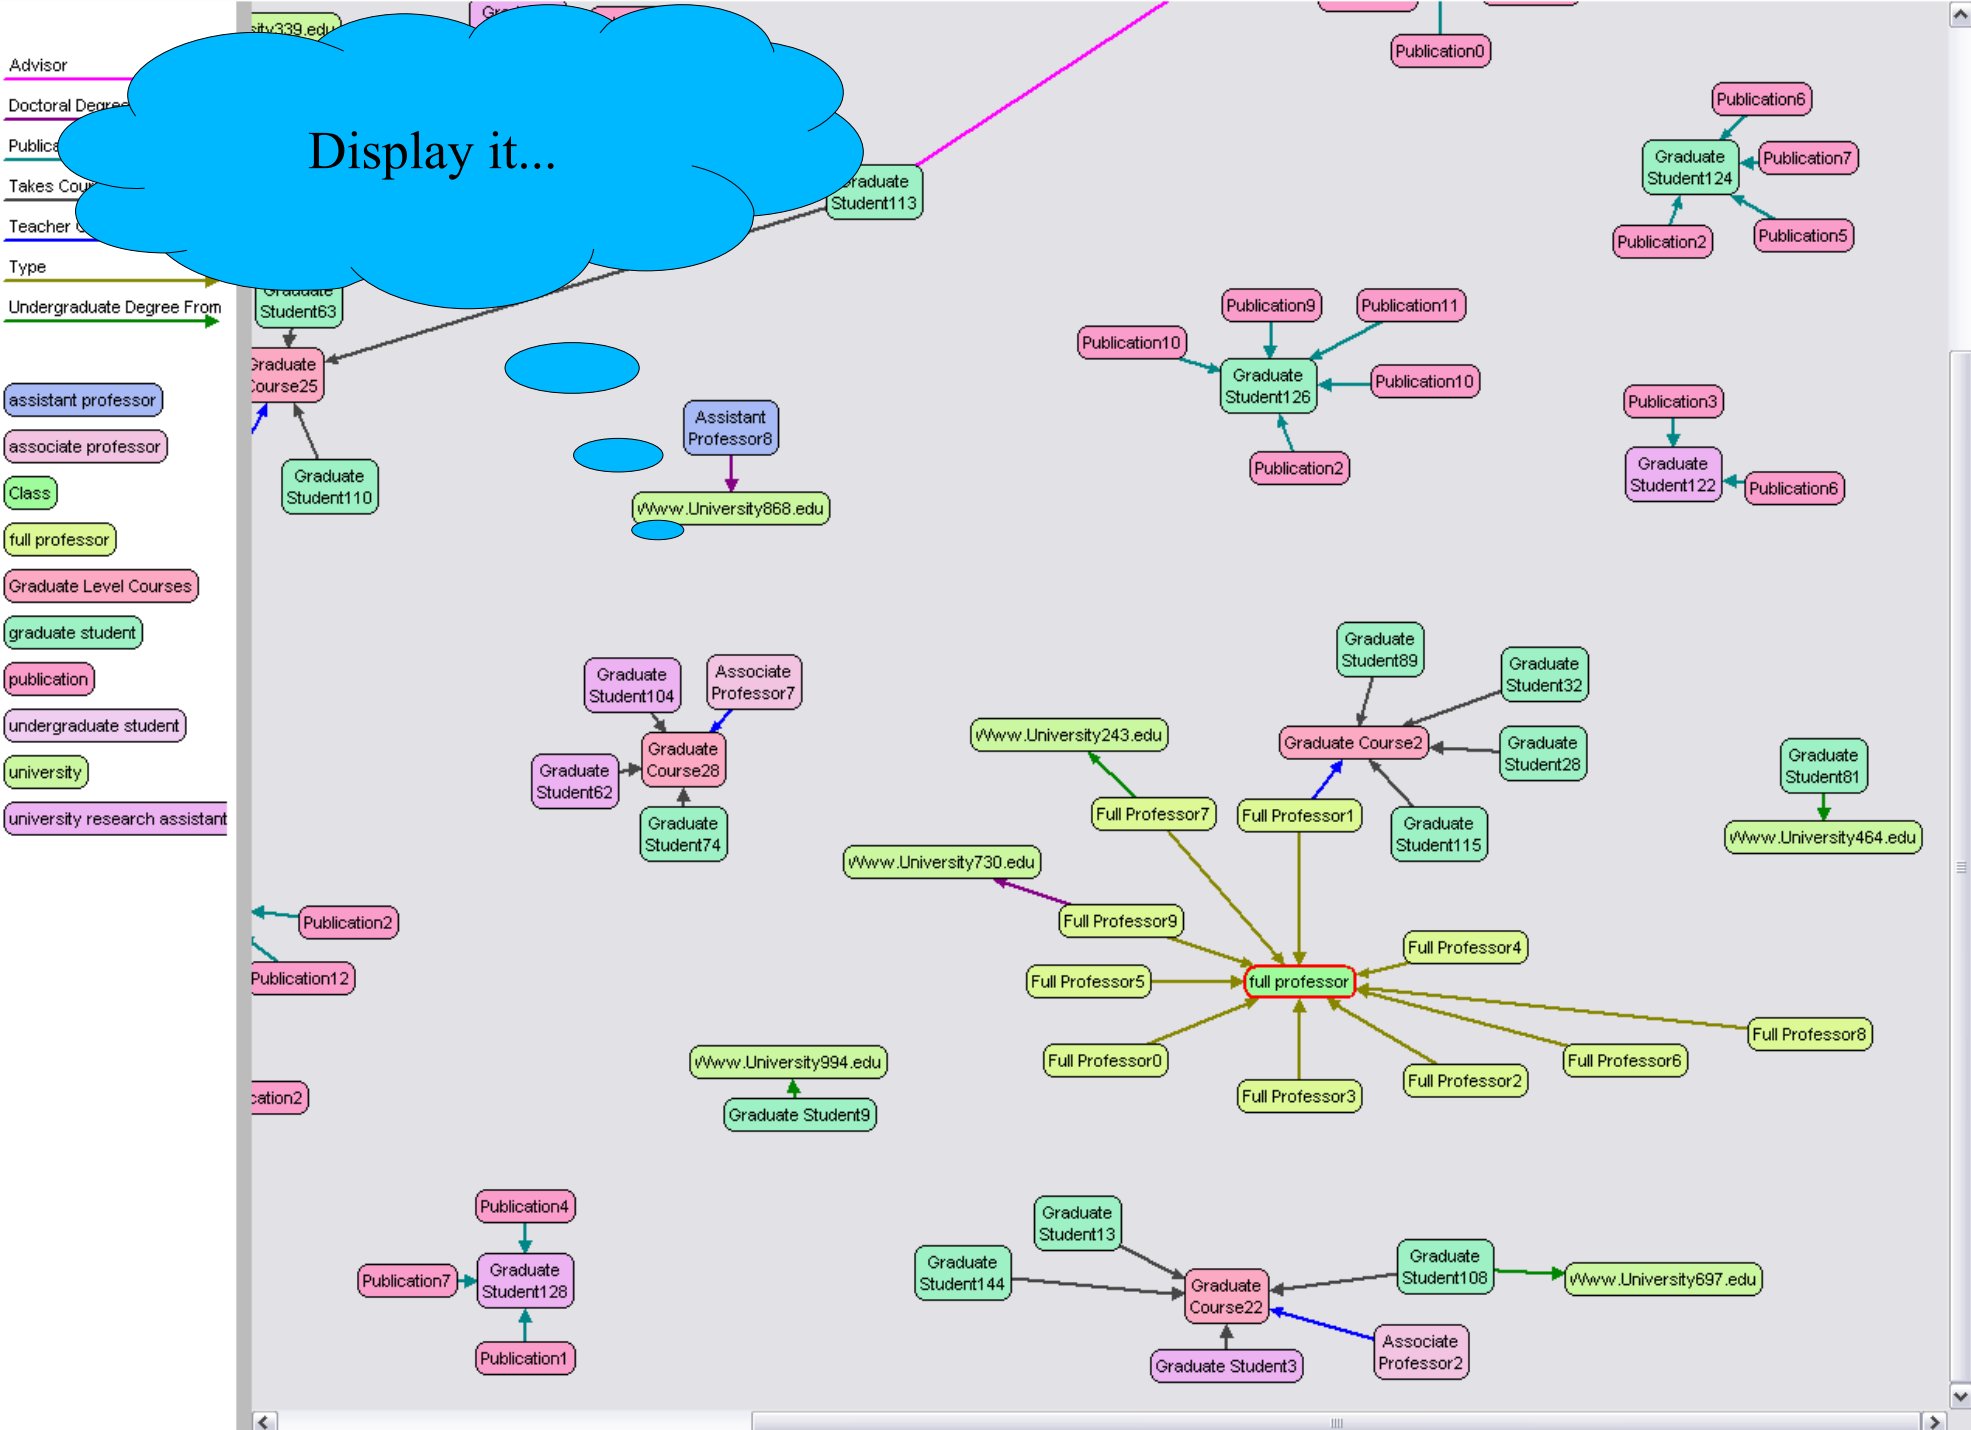 Advisor
Doctoral Degree
Takes
Teacher
Type
Undergraduate Degree From
assistant professor
associate professor
Class
full professor
Graduate Level Courses
graduate student
publication
undergraduate student
university
university research assistant
Display it...
Graduate
Student113
Publication0
Publication6
Graduate
Student124
Publication7
Publication2
Publication5
Graduate
Student63
Graduate
Course25
Graduate
Student110
Assistant
Professor8
Www.University868.edu
Publication9
Publication11
Publication10
Graduate
Student126
Publication10
Publication2
Publication3
Graduate
Student122
Publication6
Graduate
Student104
Associate
Professor7
Graduate
Course28
Graduate
Student62
Graduate
Student74
Graduate
Student89
Graduate
Student32
Graduate Course2
Graduate
Student28
Graduate
Student115
Www.University243.edu
Full Professor7
Full Professor1
Graduate
Student81
Www.University464.edu
Www.University730.edu
Full Professor9
Full Professor4
Full Professor5
full professor
Full Professor8
Full Professor0
Full Professor6
Full Professor3
Full Professor2
Publication2
Publication12
Www.University994.edu
Graduate Student9
Publication4
Publication7
Graduate
Student128
Publication1
Graduate
Student13
Graduate
Student144
Graduate
Course22
Graduate
Student108
Www.University697.edu
Graduate Student3
Associate
Professor2